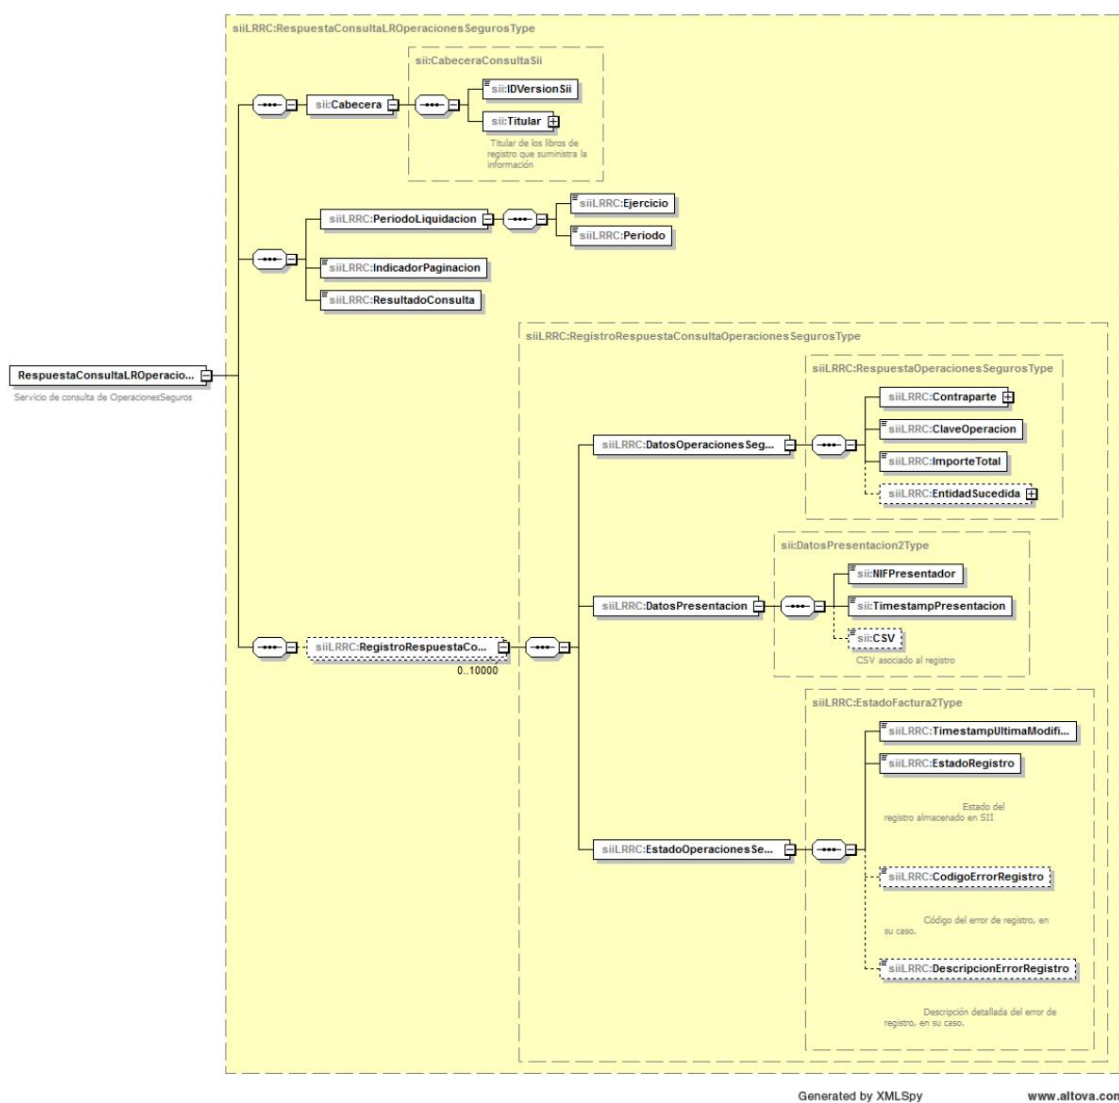 siiLRRC:RespuestaConsultaLROperacionesSegurosType
sii:CabeceraConsultaSii
sii:IDVersionSii
sii:Cabecera
sii:Titular
Titular de los libros de
registro que suministra la
información
siiLRRC:Ejercicio
siiLRRC:PeriodoLiquidacion
siiLRRC:Periodo
siiLRRC:IndicadorPaginacion
siiLRRC:ResultadoConsulta
siiLRRC:RegistroRespuestaConsultaOperacionesSegurosType
siiLRRC:RespuestaOperacionesSegurosType
RespuestaConsultaLROperacio...
Servicio de consulta de OperacionesSeguros
siiLRRC:Contraparte
siiLRRC:ClaveOperacion
siiLRRC:DatosOperacionesSeg...
siiLRRC:ImporteTotal
siiLRRC:EntidadSucedida
sii:DatosPresentacion2Type
sii:NIFPresentador
siiLRRC:DatosPresentacion
sii:TimestampPresentacion
sii:CSV
CSV asociado al registro
siiLRRC:RegistroRespuestaCo...
0..10000
siiLRRC:EstadoFactura2Type
siiLRRC:TimestampUltimaModifi...
siiLRRC:EstadoRegistro
Estado del
registro almacenado en SII
siiLRRC:EstadoOperacionesSe...
siiLRRC:CodigoErrorRegistro
Código del error de registro, en
su caso.
siiLRRC:DescripcionErrorRegistro
Descripción detallada del error de
registro, en su caso.
Generated by XMLSpy
www.altova.com